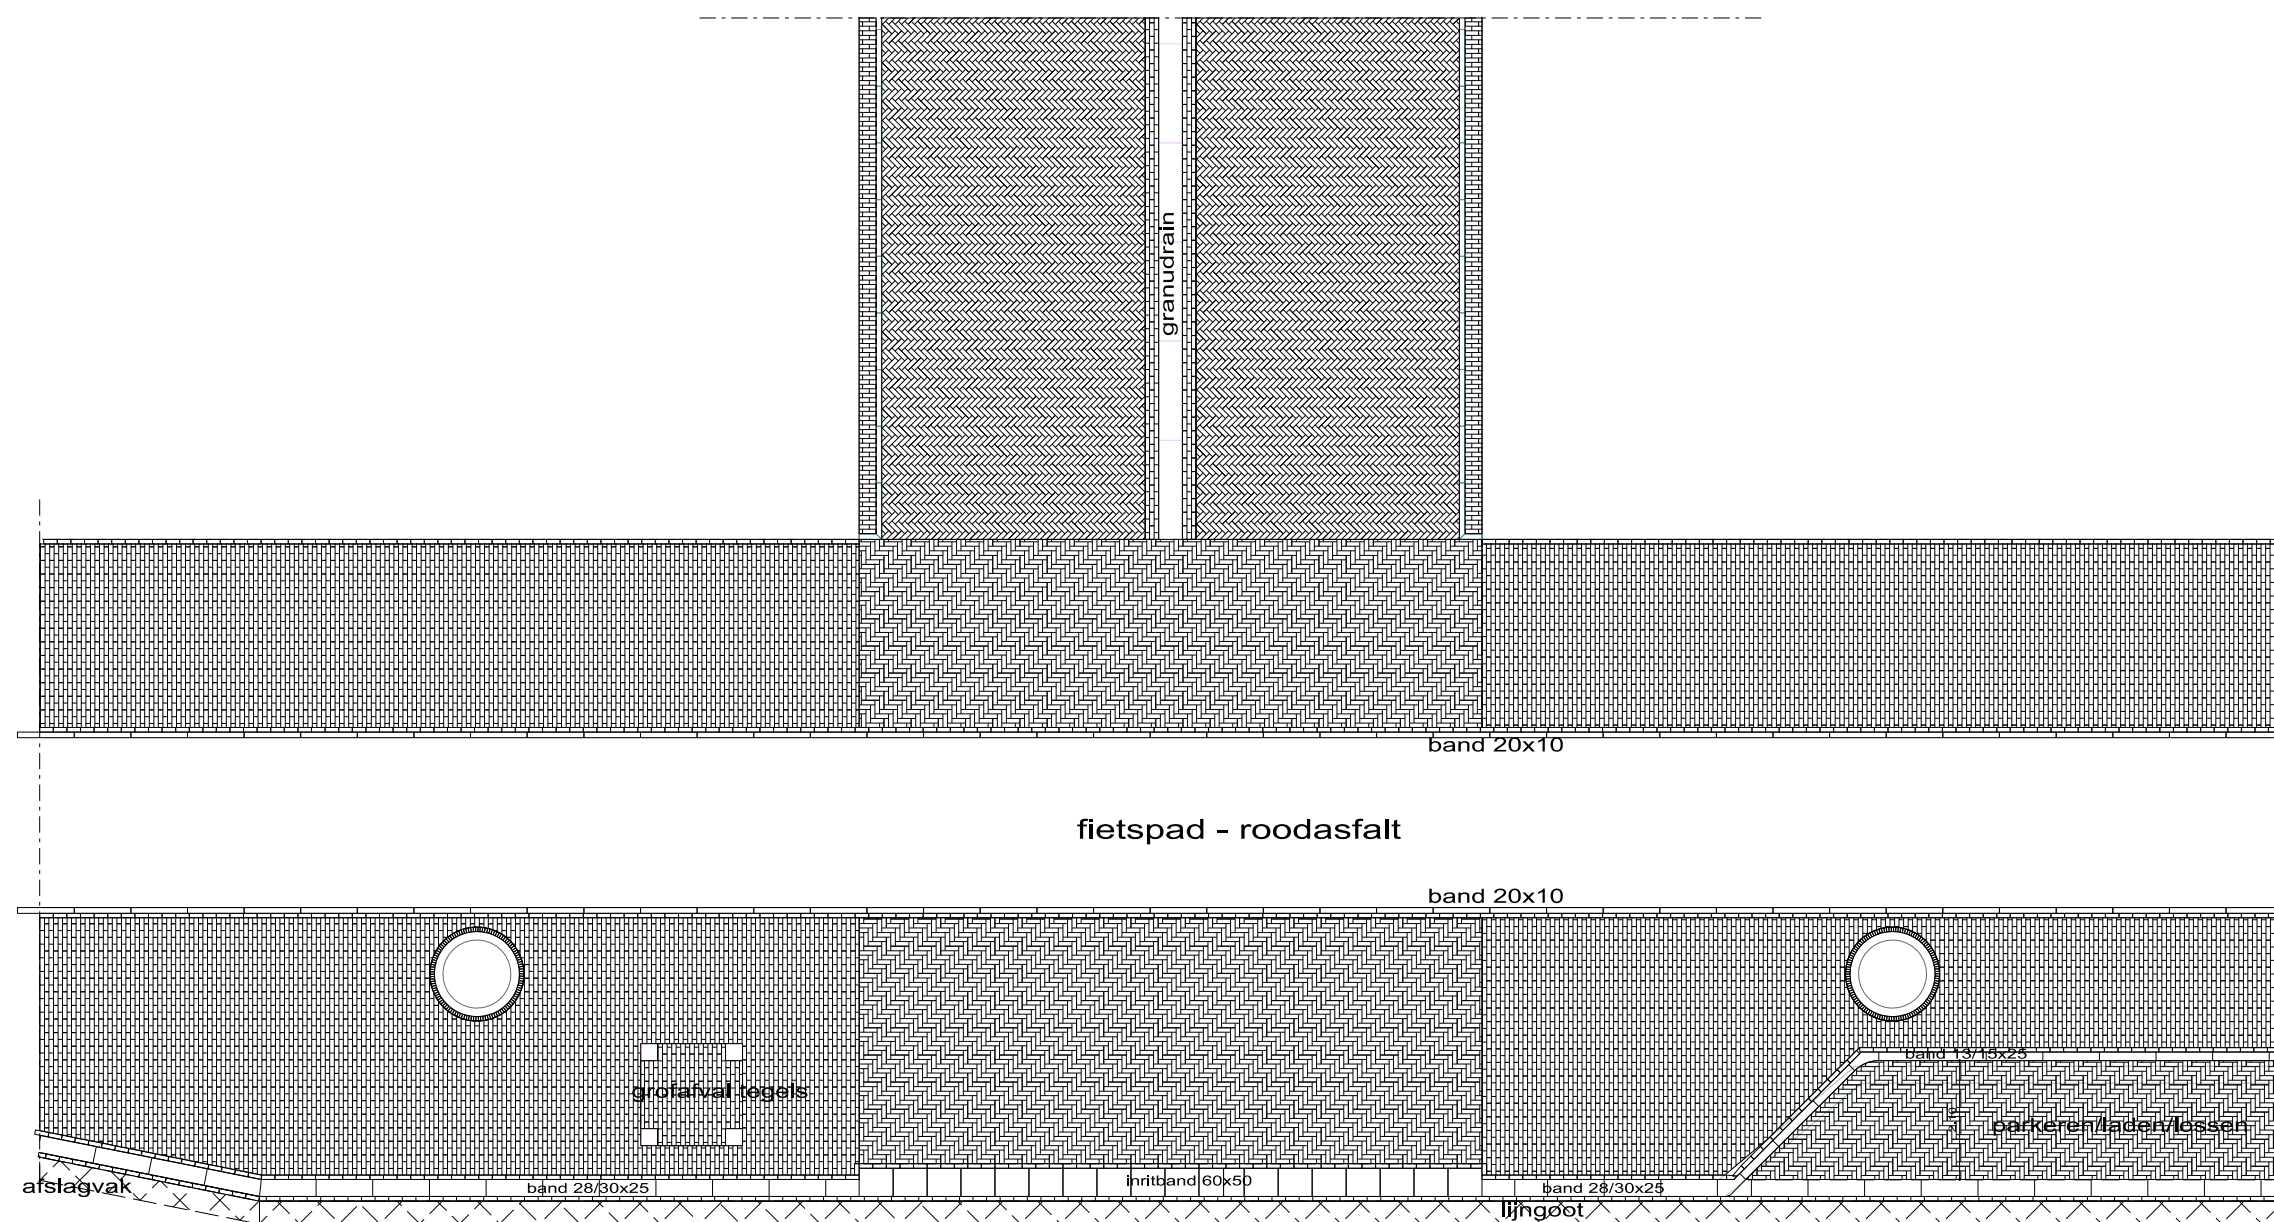 granudrain
band 20x10
fietspad - roodasfalt
band 20x10
band 13/15x25
grofafval tegels
parkeren/laden/lossen
inritband 60x50
afslagvak
band 28/30x25
band 28/30x25
lijngoot